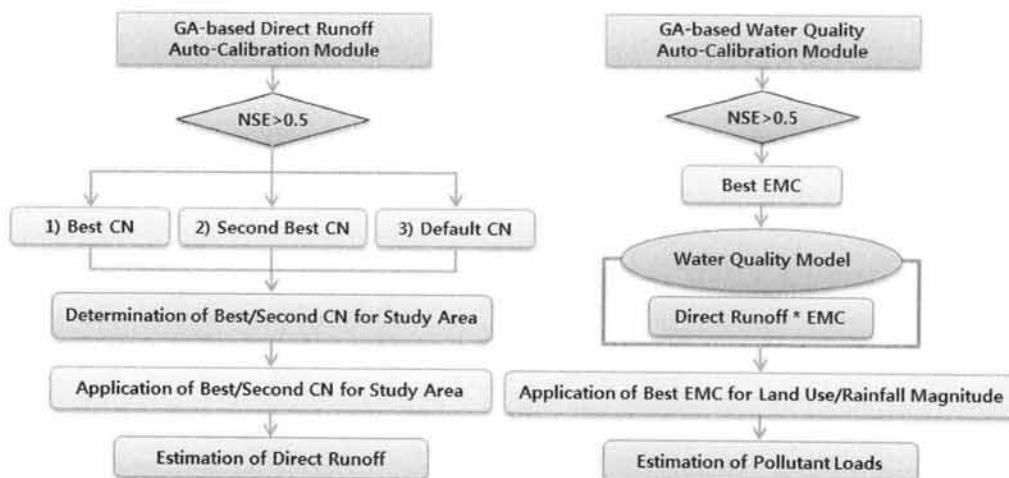 GA-based Direct Runoff
Auto-Calibration Module
NSE>0.5
1) Best CN
2) Second Best CN
3) Default CN
Determination of Best/Second CN for Study Area
Application of Best/Second CN for Study Area
Estimation of Direct Runoff
GA-based Water Quality
Auto-Calibration Module
NSE>0.5
Best EMC
Water Quality Model
Direct Runoff * EMC
Application of Best EMC for Land Use/Rainfall Magnitude
Estimation of Pollutant Loads